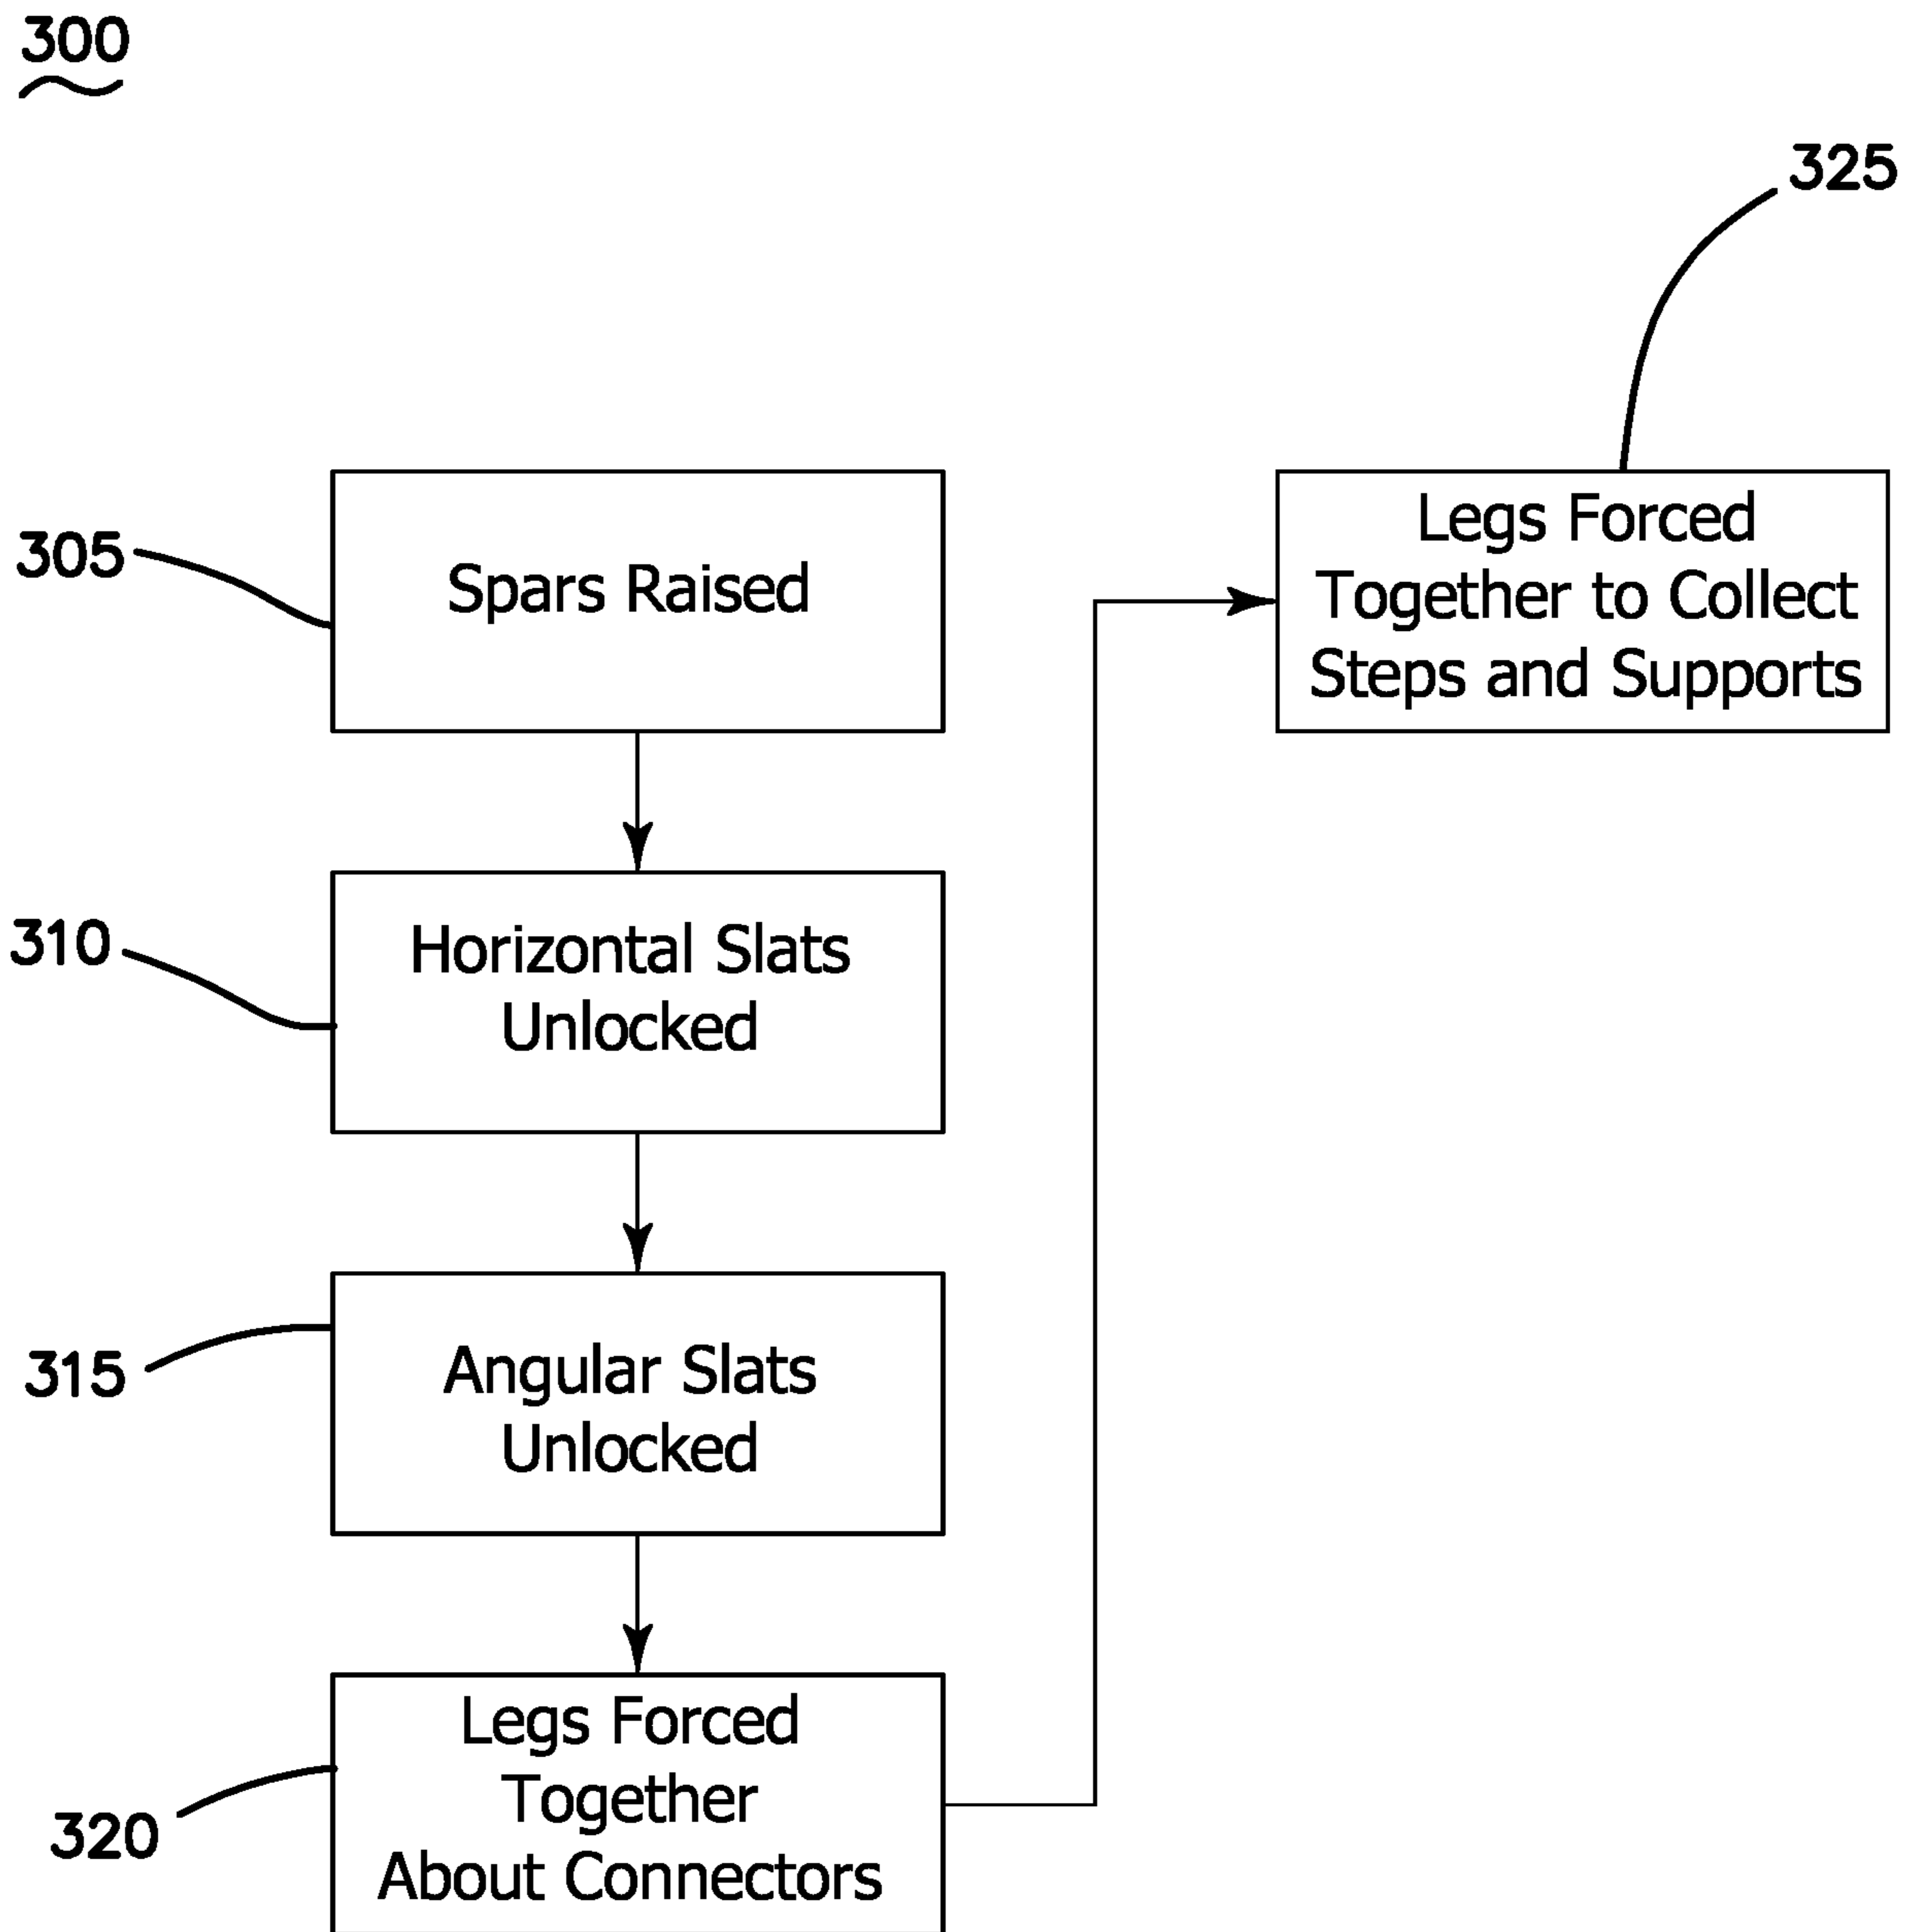 300
305
Spars Raised
310
Horizontal Slats
Unlocked
315
Angular Slats
Unlocked
320
Legs Forced
Together
About Connectors
325
Legs Forced
Together to Collect
Steps and Supports